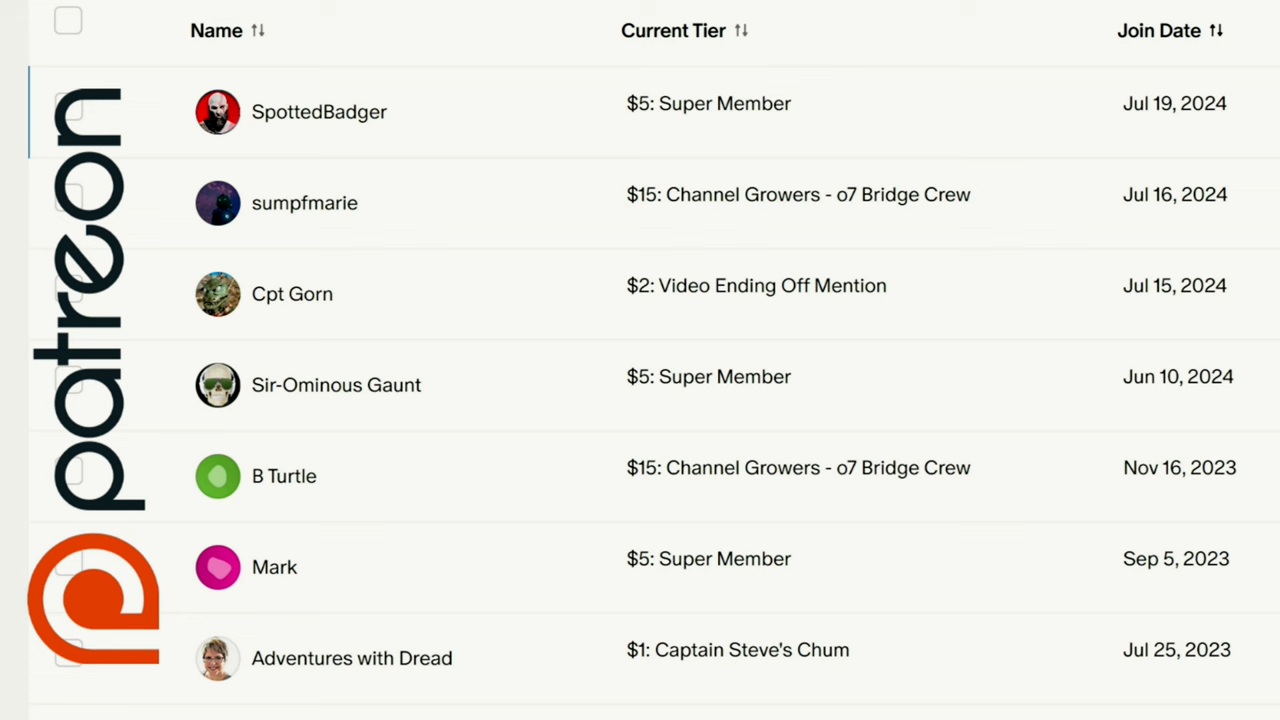 Name Current Tier Join Date
SpottedBadger $5: Super Member Jul 19, 2024
sumpfmarie $15: Channel Growers - o7 Bridge Crew Jul 16, 2024
Cpt Gorn $2: Video Ending Off Mention Jul 15, 2024
Sir-Ominous Gaunt $5: Super Member Jun 10, 2024
B Turtle $15: Channel Growers - o7 Bridge Crew Nov 16, 2023
Mark $5: Super Member Sep 5, 2023
Adventures with Dread $1: Captain Steve's Chum Jul 25, 2023
patreon